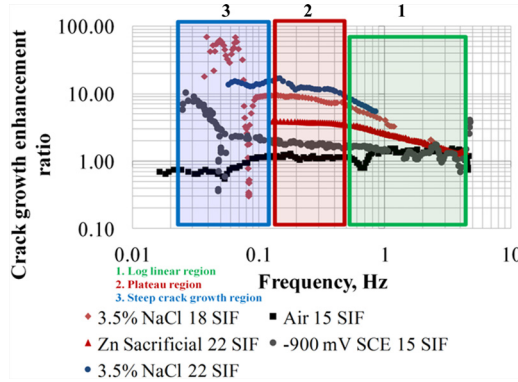 3
2
1
100.00
10.00
1.00
0.10
Crack growth enhancement
ratio
0.01
0.1
1
10
Frequency, Hz
1. Log linear region
2. Plateau region
3. Steep crack growth region
3.5% NaCl 18 SIF
Air 15 SIF
Zn Sacrificial 22 SIF
-900 mV SCE 15 SIF
3.5% NaCl 22 SIF